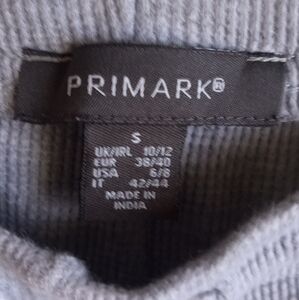 PRIMARK®
S
UK/IRL 10/12
EUR 38/40
USA 6/8
IT 42/44
MADE IN
INDIA